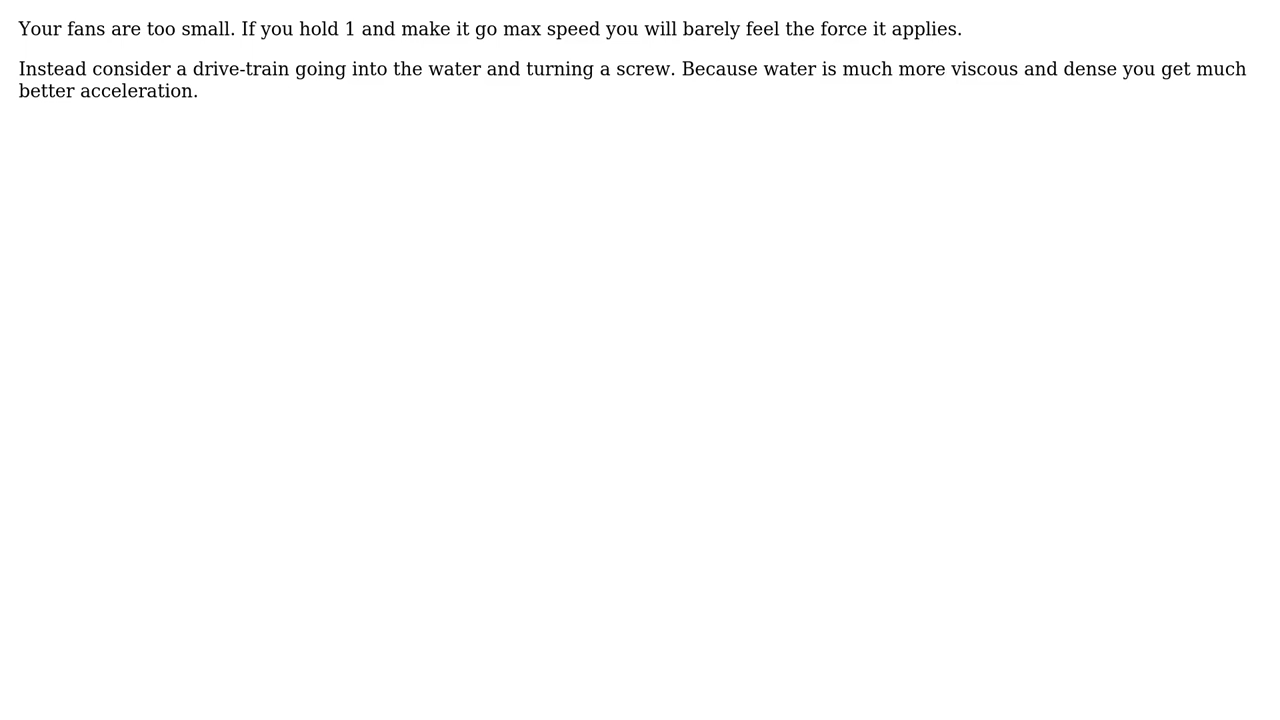 Your fans are too small. If you hold 1 and make it go max speed you will barely feel the force it applies.
Instead consider a drive-train going into the water and turning a screw. Because water is much more viscous and dense you get much
better acceleration.